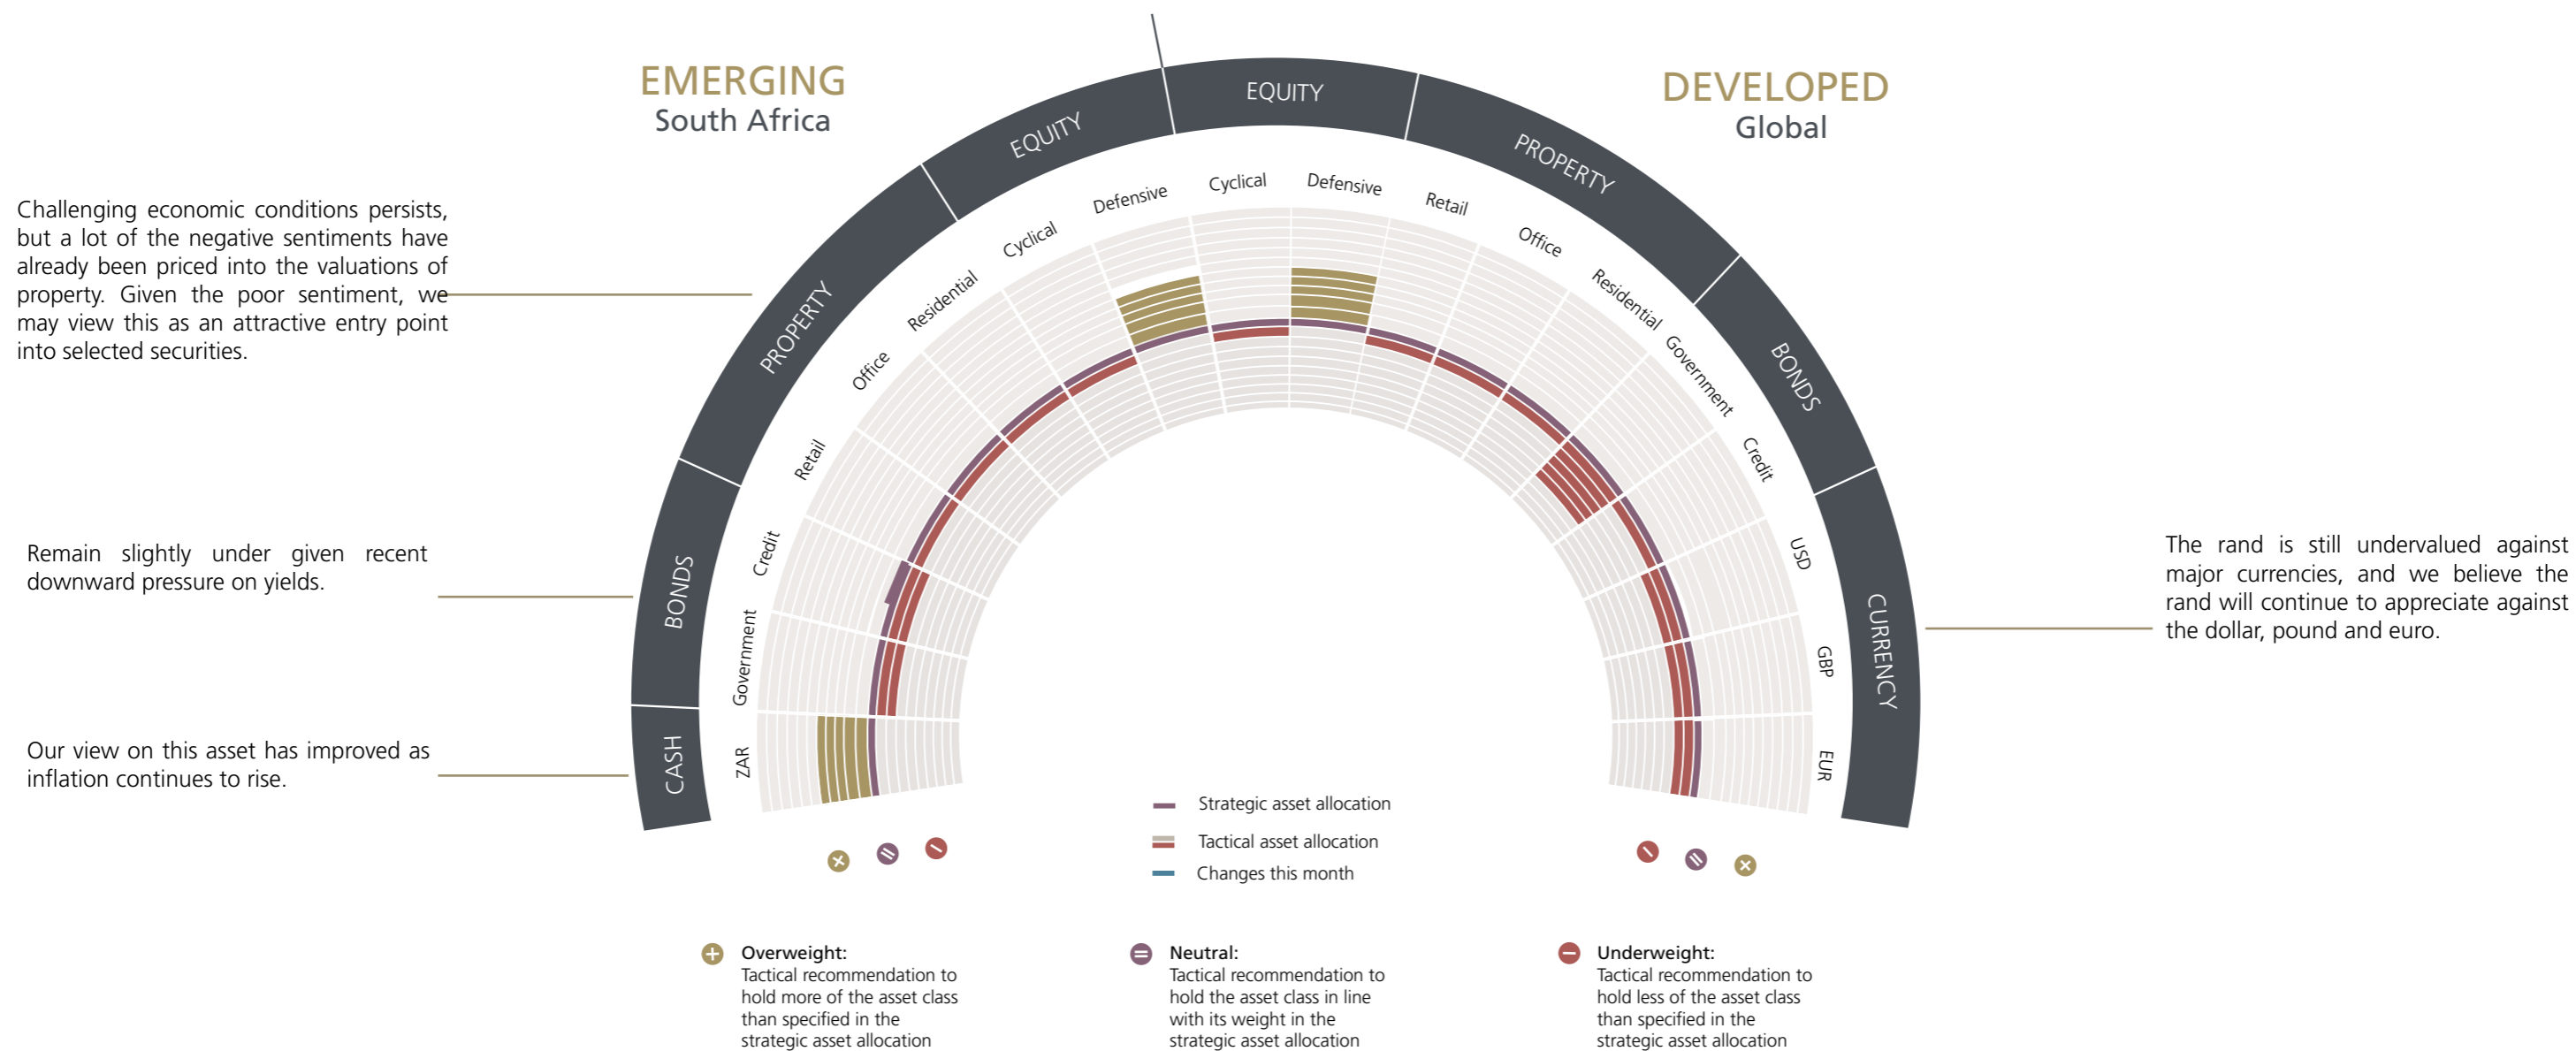 EMERGING
South Africa
DEVELOPED
Global
Challenging economic conditions persists,
but a lot of the negative sentiments have
already been priced into the valuations of
property. Given the poor sentiment, we
may view this as an attractive entry point
into selected securities.
Remain slightly under given recent
downward pressure on yields.
Our view on this asset has improved as
inflation continues to rise.
CASH
BONDS
PROPERTY
EQUITY
EQUITY
PROPERTY
BONDS
CURRENCY
ZAR
Government
Credit
Retail
Office
Residential
Cyclical
Defensive
Cyclical
Defensive
Retail
Office
Residential
Government
Credit
USD
GBP
EUR
The rand is still undervalued against
major currencies, and we believe the
rand will continue to appreciate against
the dollar, pound and euro.
Strategic asset allocation
Tactical asset allocation
Changes this month
Overweight:
Tactical recommendation to
hold more of the asset class
than specified in the
strategic asset allocation
Neutral:
Tactical recommendation to
hold the asset class in line
with its weight in the
strategic asset allocation
Underweight:
Tactical recommendation to
hold less of the asset class
than specified in the
strategic asset allocation